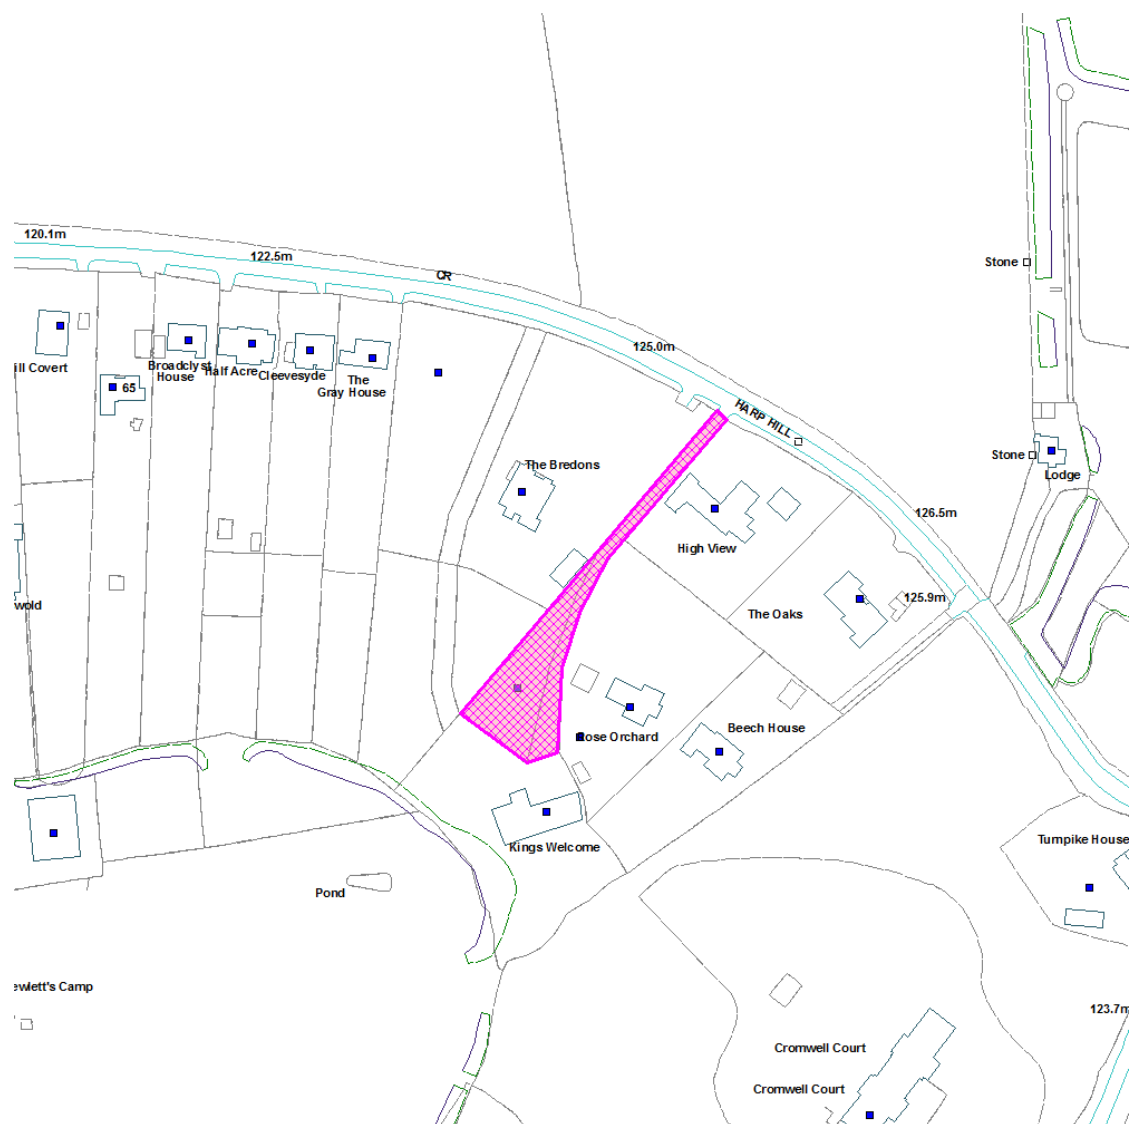 120.1m
122.5m
CR
Stone
125.0m
ill Covert
Broadclyst
House
Half Acre
Cleevesyde
The
Gray House
65
HARP HILL
The Bredons
Stone
Lodge
126.5m
High View
wold
The Oaks
125.9m
Rose Orchard
Beech House
Kings Welcome
Turnpike House
Pond
ewlett's Camp
123.7m
Cromwell Court
Cromwell Court